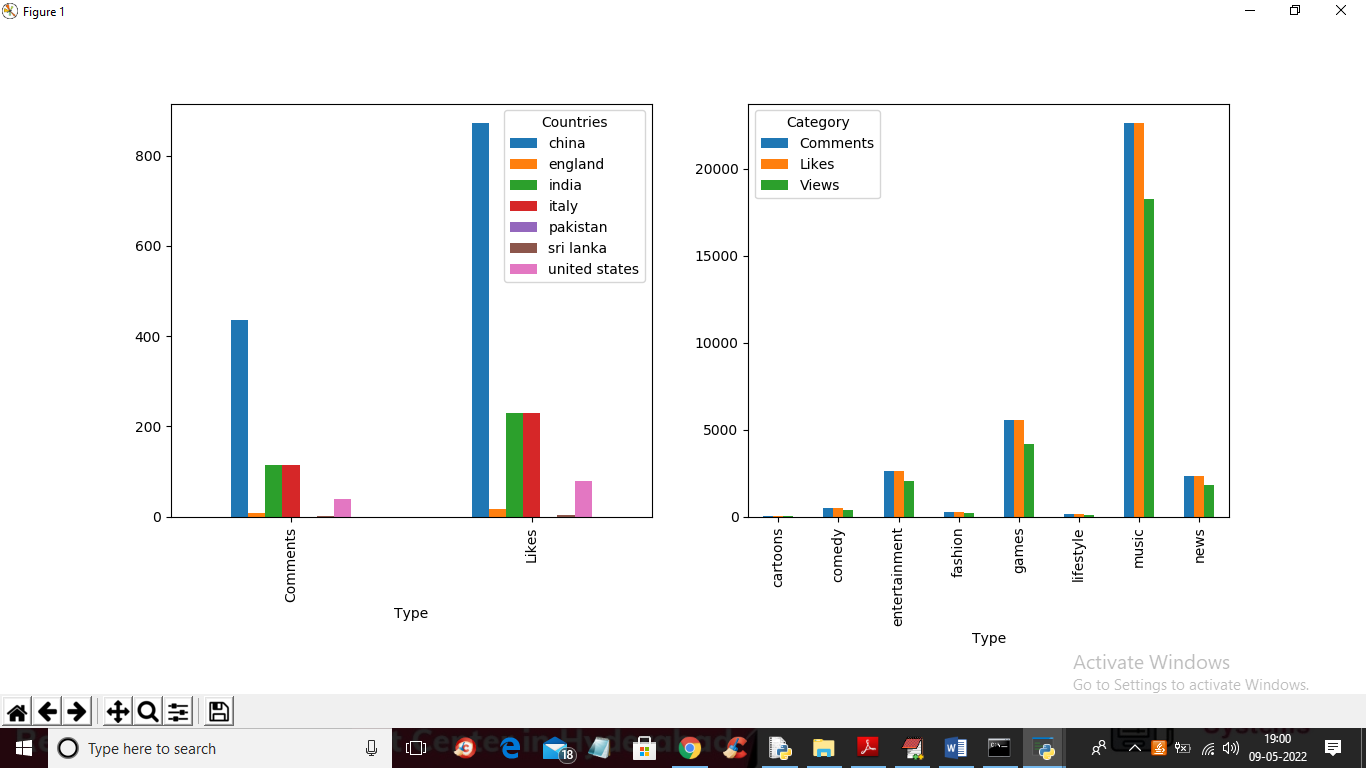 Figure 1
Countries
china
england
india
italy
pakistan
sri lanka
united states
800
600
400
200
0
Comments
Likes
Type
Category
Comments
Likes
Views
20000
15000
10000
5000
0
cartoons
comedy
entertainment
fashion
games
lifestyle
music
news
Type
Activate Windows
Go to Settings to activate Windows.
Type here to search
18
19:00
09-05-2022